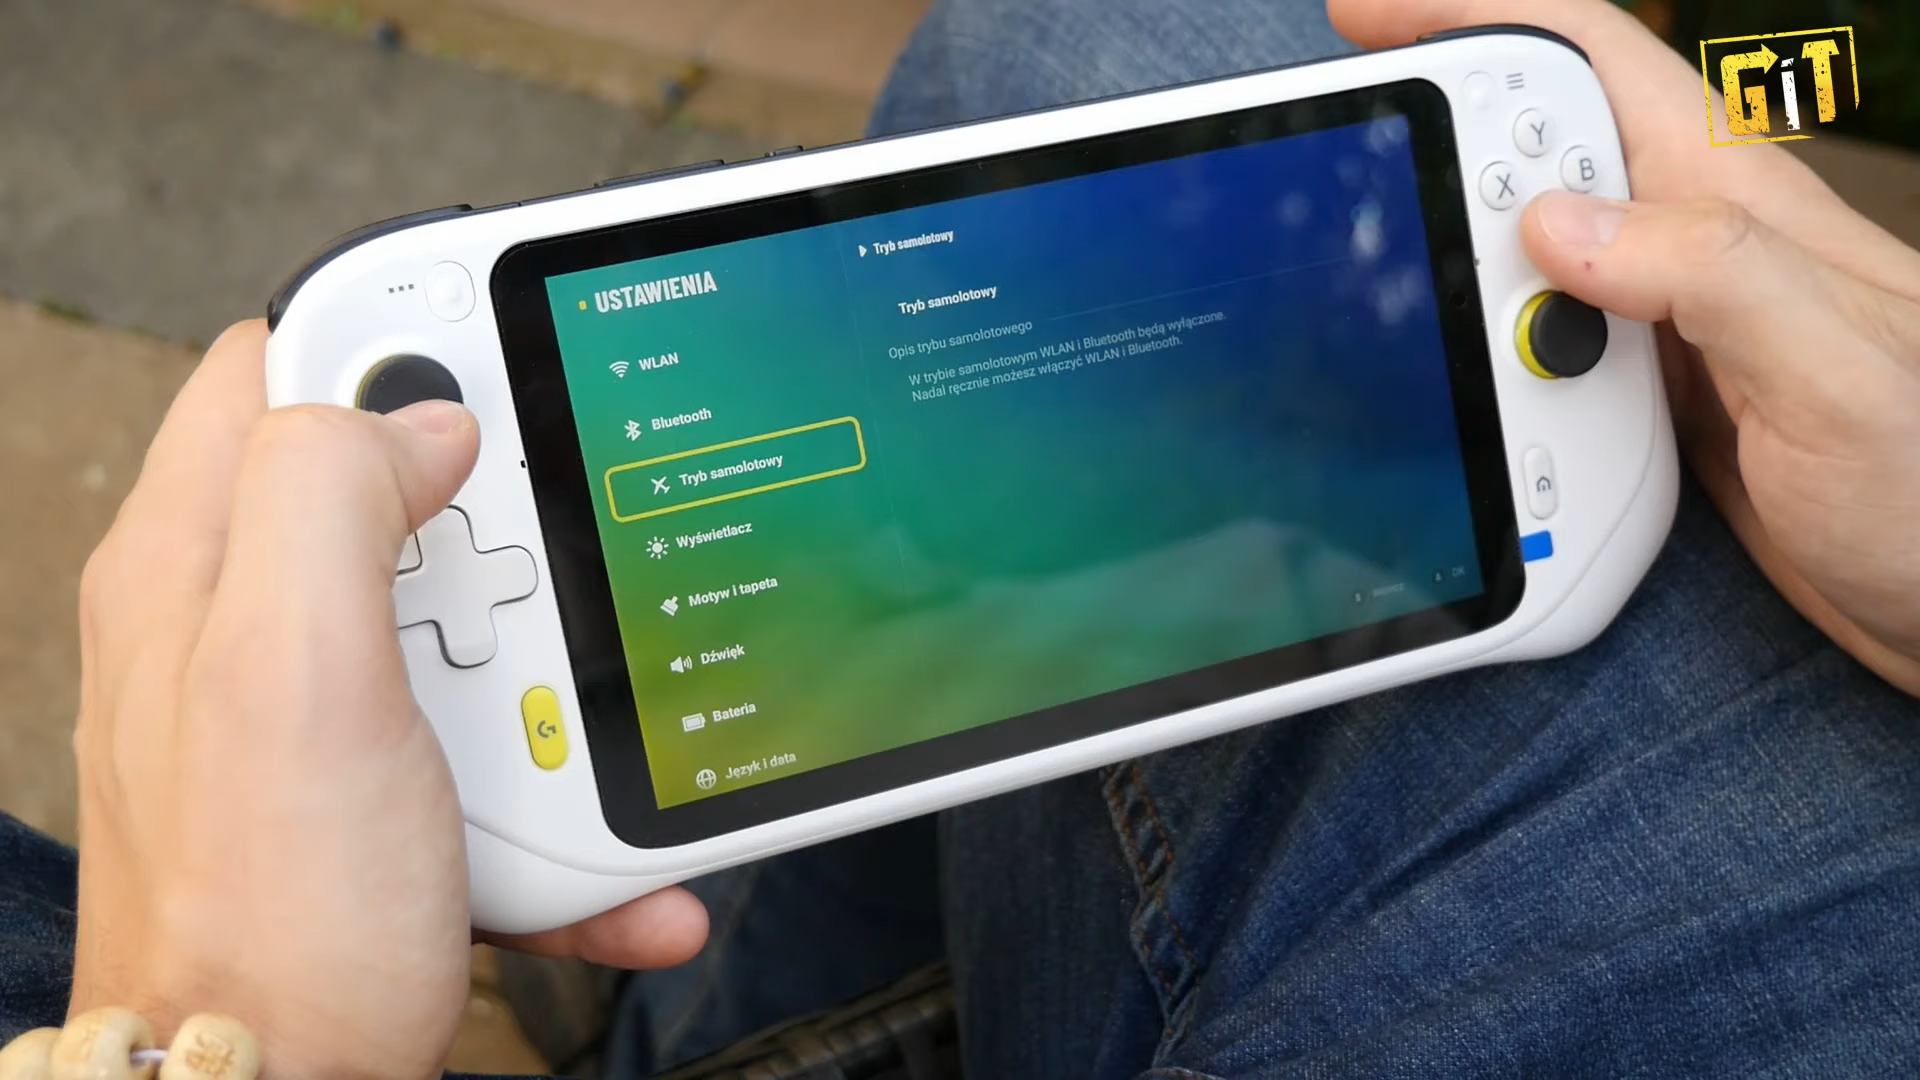 GiT
Y
B
X
USTAWIENIA
WLAN
Bluetooth
Tryb samolotowy
Wyświetlacz
Motyw i tapeta
Dźwięk
Bateria
Język i data
Tryb samolotowy
Tryb samolotowy
Opis trybu samolotowego
W trybie samolotowym WLAN i Bluetooth będą wyłączone.
Nadal ręcznie możesz włączyć WLAN i Bluetooth.
OK